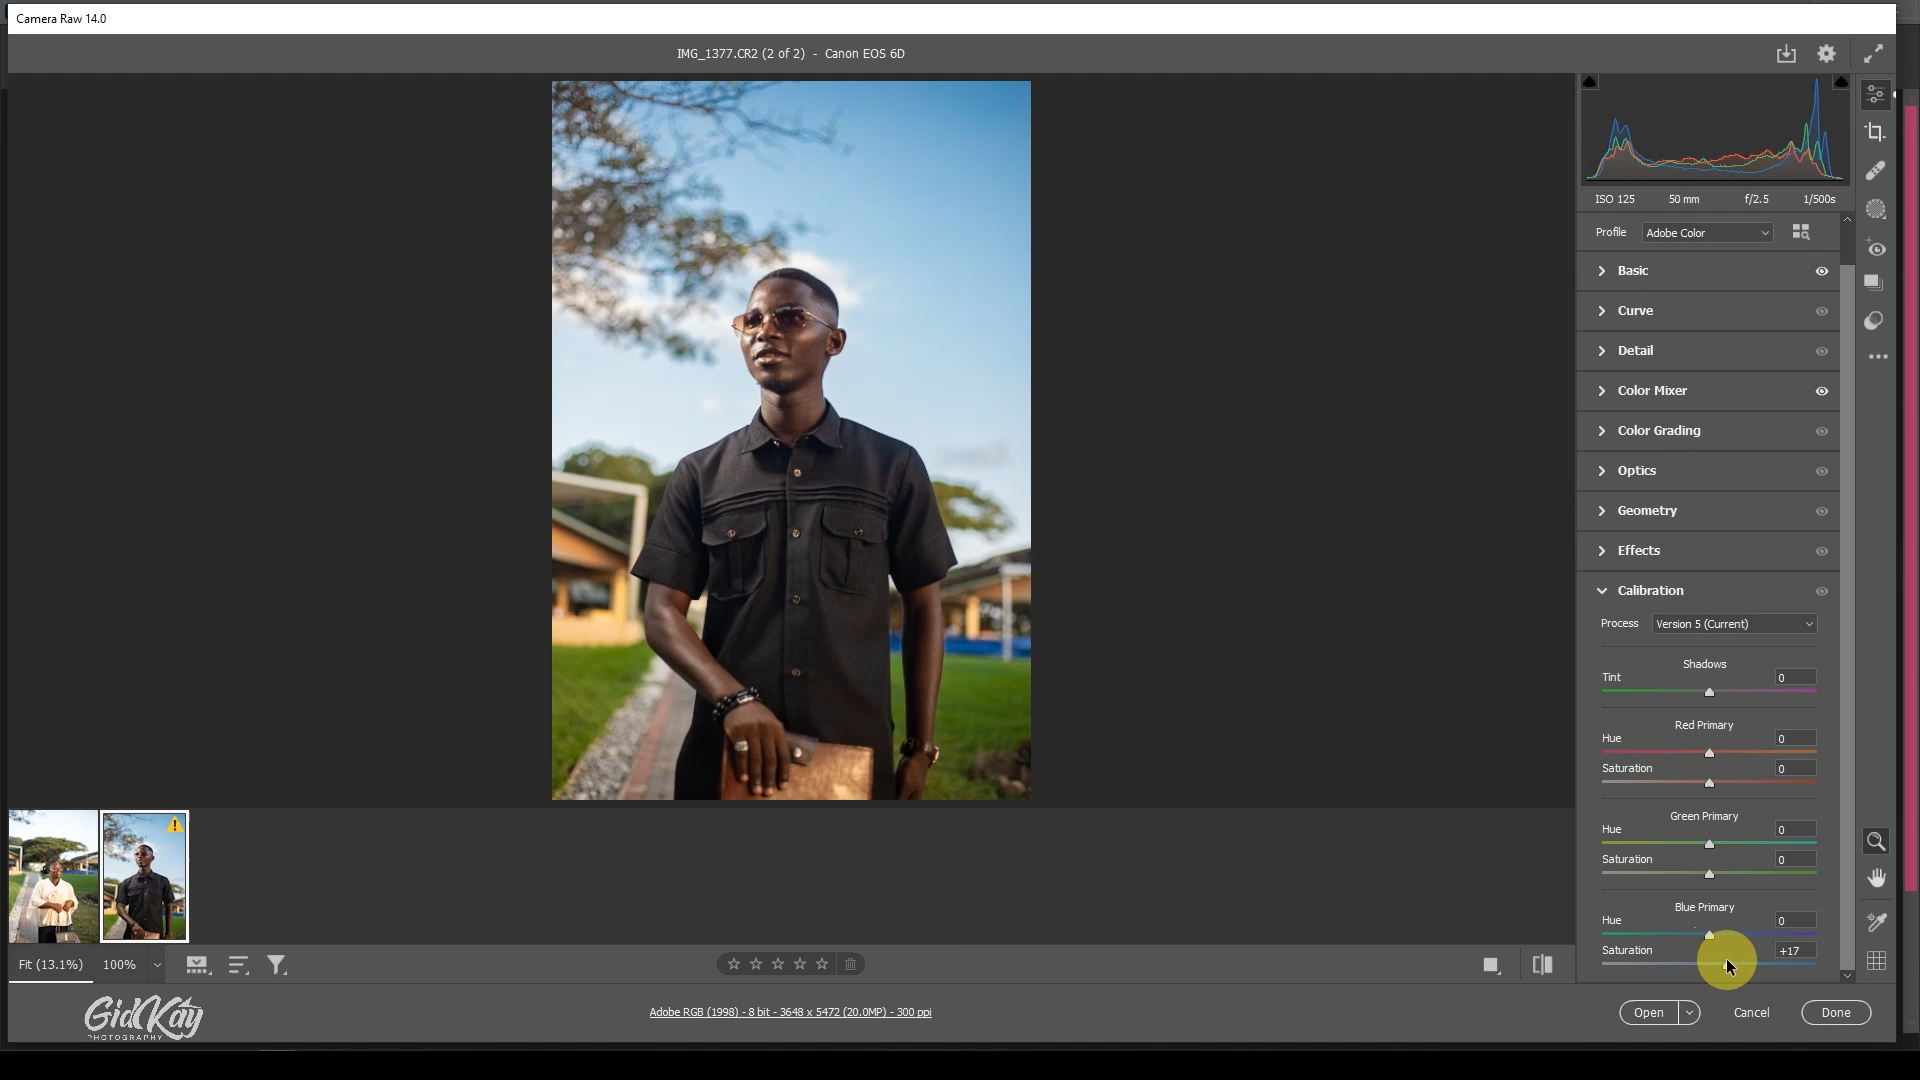 Camera Raw 14.0
IMG_1377.CR2 (2 of 2) - Canon EOS 6D
ISO 125 50 mm f/2.5 1/500s
Profile Adobe Color
Basic
Curve
Detail
Color Mixer
Color Grading
Optics
Geometry
Effects
Calibration
Process Version 5 (Current)
Shadows
Tint 0
Red Primary
Hue 0
Saturation 0
Green Primary
Hue 0
Saturation 0
Blue Primary
Hue 0
Saturation +17
Fit (13.1%) 100%
GidKay
PHOTOGRAPHY
Adobe RGB (1998) - 8 bit - 3648 x 5472 (20.0MP) - 300 ppi
Open Cancel Done